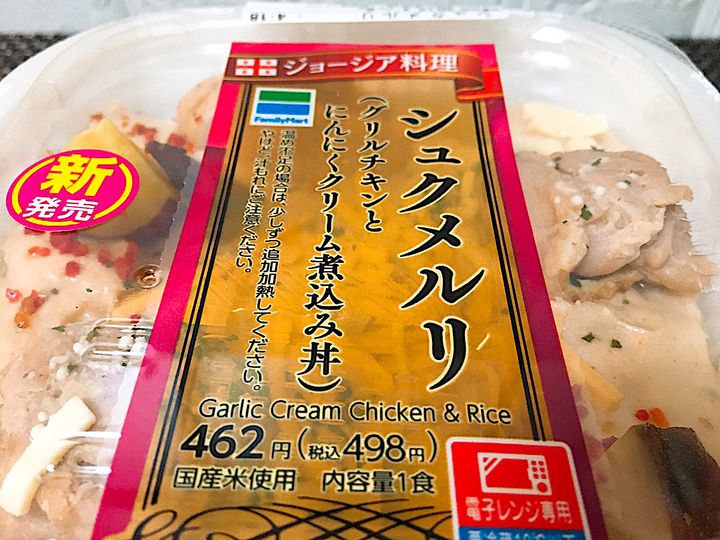 4.18
ジョージア料理
FamilyMart
シュクメルリ
(グリルチキンと
にんにくクリーム煮込み丼)
温め不足の場合は、少しずつ追加加熱してください。
やけど、汁もれにご注意ください。
新
発売
Garlic Cream Chicken & Rice
462円(税込498円)
国産米使用 内容量1食
電子レンジ専用